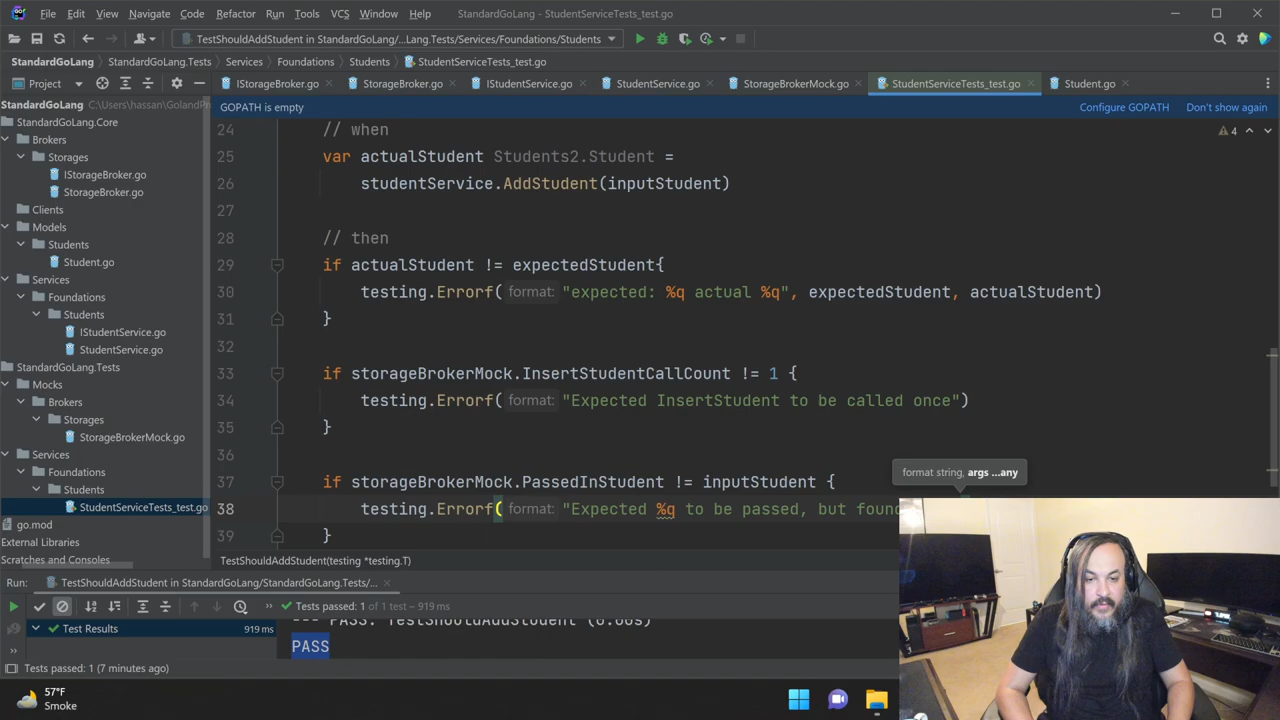 File Edit View Navigate Code Refactor Run Tools VCS Window Help StandardGoLang - StudentServiceTests_test.go
TestShouldAddStudent in StandardGoLang/...Lang.Tests/Services/Foundations/Students
StandardGoLang StandardGoLang.Tests Services Foundations Students StudentServiceTests_test.go
Project IStorageBroker.go StorageBroker.go IStudentService.go StudentService.go StorageBrokerMock.go StudentServiceTests_test.go Student.go
StandardGoLang C:\Users\hassan\GolandPr
GOPATH is empty Configure GOPATH Don't show again
StandardGoLang.Core
Brokers
Storages
IStorageBroker.go
StorageBroker.go
Clients
Models
Students
Student.go
Services
Foundations
Students
IStudentService.go
StudentService.go
StandardGoLang.Tests
Mocks
Brokers
Storages
StorageBrokerMock.go
Services
Foundations
Students
StudentServiceTests_test.go
go.mod
External Libraries
Scratches and Consoles
4
24 // when
25 var actualStudent Students2.Student =
26 studentService.AddStudent(inputStudent)
27
28 // then
29 if actualStudent != expectedStudent{
30 testing.Errorf( format: "expected: %q actual %q", expectedStudent, actualStudent)
31 }
32
33 if storageBrokerMock.InsertStudentCallCount != 1 {
34 testing.Errorf( format: "Expected InsertStudent to be called once")
35 }
36
format string, args ...any
37 if storageBrokerMock.PassedInStudent != inputStudent {
38 testing.Errorf( format: "Expected %q to be passed, but found
39 }
TestShouldAddStudent(testing *testing.T)
Run: TestShouldAddStudent in StandardGoLang/StandardGoLang.Tests/...
Tests passed: 1 of 1 test – 919 ms
Test Results 919 ms
--- PASS: TestShouldAddStudent (0.00s)
PASS
Tests passed: 1 (7 minutes ago)
57°F
Smoke